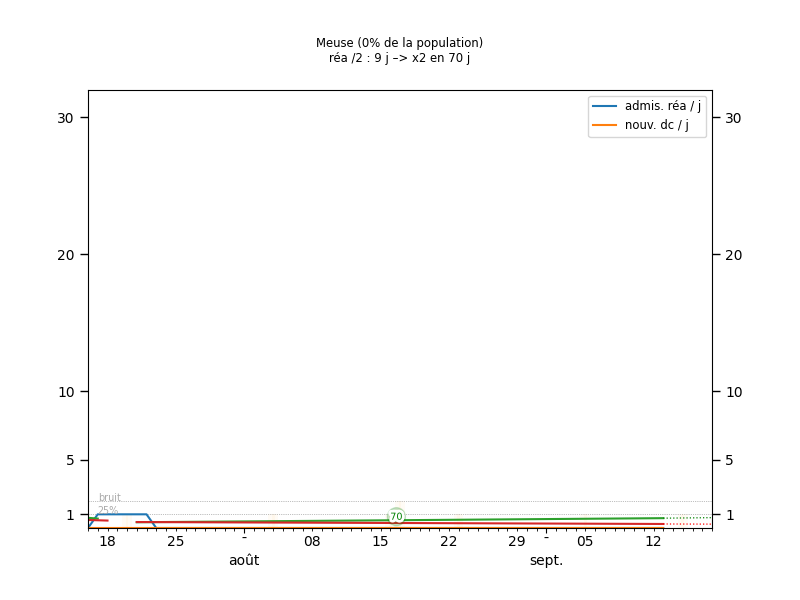 Meuse (0% de la population)
réa /2 : 9 j –> x2 en 70 j
admis. réa / j
nouv. dc / j
30 30
20 20
10 10
5 5
bruit
25%
1 70 1
18 25 - 08 15 22 29 - 05 12
août sept.